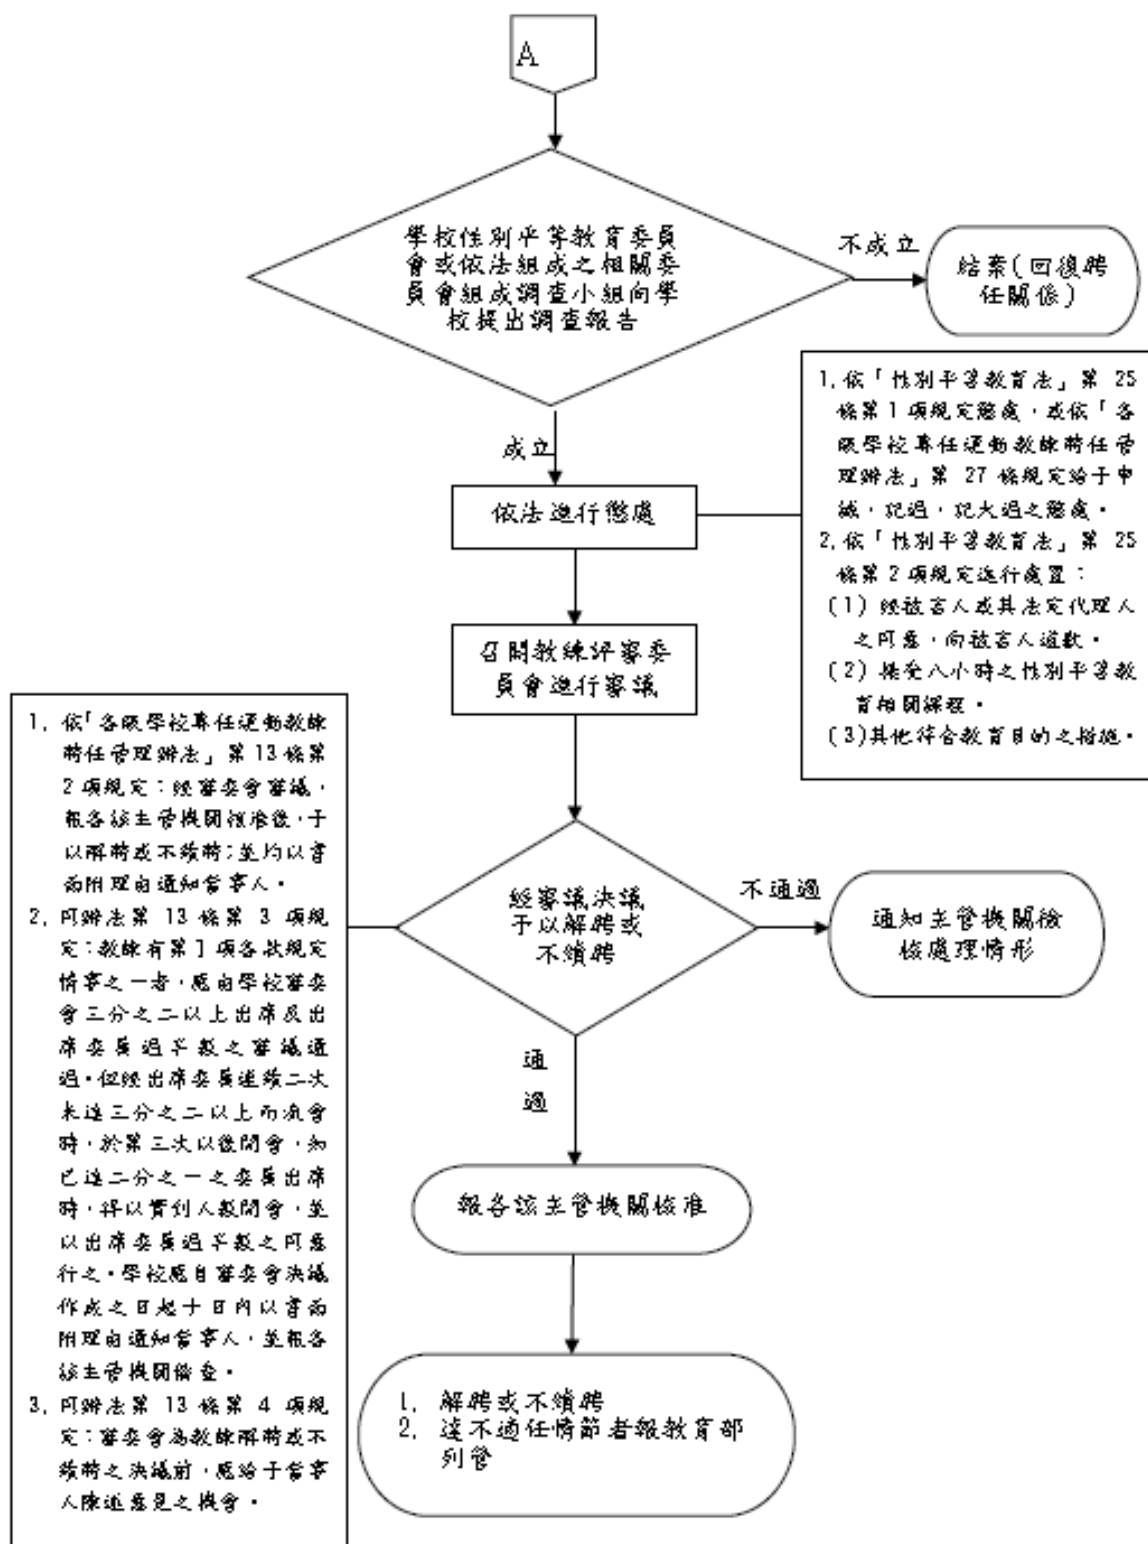 A
學校性別平等教育委員
會或依法組成之相關委
員會組成調查小組向學
校提出調查報告
不成立
結案(回復聘
任關係)
成立
依法進行懲處
1. 依「性別平等教育法」第 25
條第 1 項規定懲處，或依「各
級學校專任運動教練聘任管
理辦法」第 27 條規定給予申
誡，記過，記大過之懲處。
2. 依「性別平等教育法」第 25
條第 2 項規定進行處置：
(1) 經被害人或其法定代理人
之同意，向被害人道歉。
(2) 接受八小時之性別平等教
育相關課程。
(3)其他符合教育目的之措施。
召開教練評審委
員會進行審議
1. 依「各級學校專任運動教練
聘任管理辦法」第 13 條第
2 項規定：經審委會審議，
報各該主管機關核准後，予
以解聘或不續聘；並均以書
面附理由通知當事人。
2. 同辦法第 13 條第 3 項規
定：教練有第 1 項各款規定
情事之一者，應由學校審委
會三分之二以上出席及出
席委員過半數之審議通
過。但經出席委員連續二次
未達三分之二以上而流會
時，於第三次以後開會，如
已達二分之一之委員出席
時，得以實到人數開會，並
以出席委員過半數之同意
行之。學校應自審委會決議
作成之日起十日內以書面
附理由通知當事人，並報各
該主管機關備查。
3. 同辦法第 13 條第 4 項規
定：審委會為教練解聘或不
續聘之決議前，應給予當事
人陳述意見之機會。
經審議決議
予以解聘或
不續聘
不通過
通知主管機關檢
核處理情形
通
過
報各該主管機關核准
1. 解聘或不續聘
2. 達不適任情節者報教育部
列管